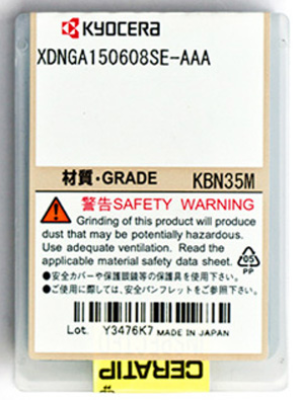 KYOCERA
XDNGA150608SE-AAA
材質・GRADE KBN35M
警告SAFETY WARNING
Grinding of this product will produce
dust that may be potentially hazardous.
Use adequate ventilation. Read the
applicable material safety data sheet.
●安全カバーや保護眼鏡等の保護具を使用下さい。
●ご使用に際しては、安全パンフレットをご参照下さい。
05
PP
Lot. Y3476K7 MADE IN JAPAN
CERATIP